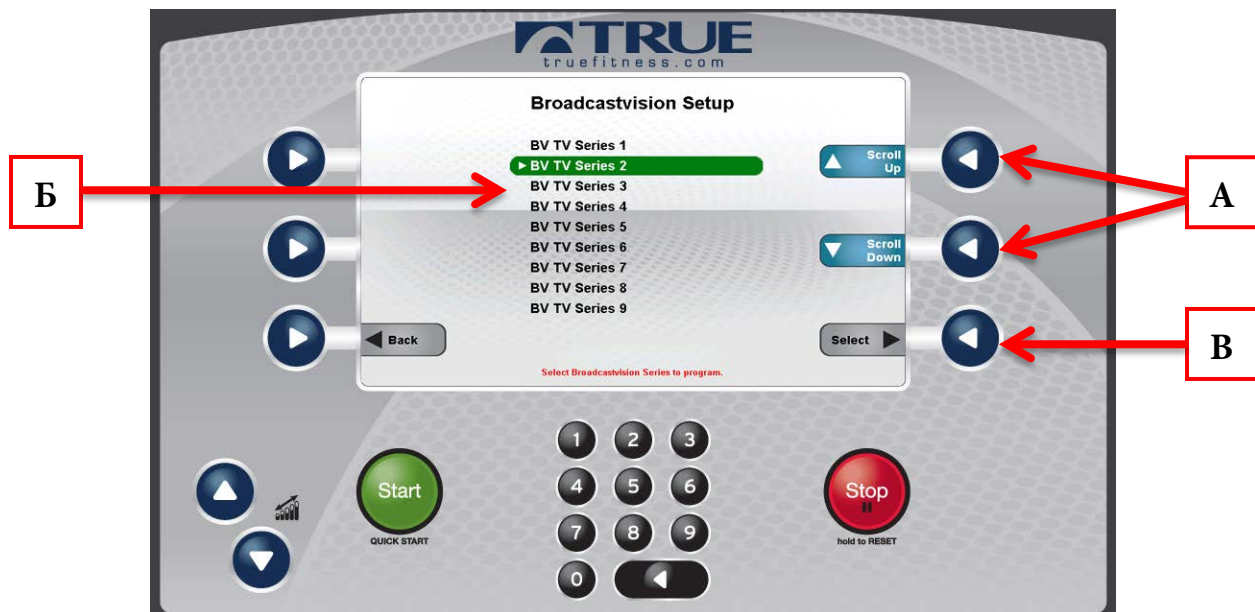 TRUE
truefitness.com
Broadcastvision Setup
BV TV Series 1
BV TV Series 2
BV TV Series 3
BV TV Series 4
BV TV Series 5
BV TV Series 6
BV TV Series 7
BV TV Series 8
BV TV Series 9
Scroll
Up
Scroll
Down
Back
Select
Select Broadcastvision Series to program.
Б
А
В
Start
QUICK START
1 2 3
4 5 6
7 8 9
0
Stop
hold to RESET